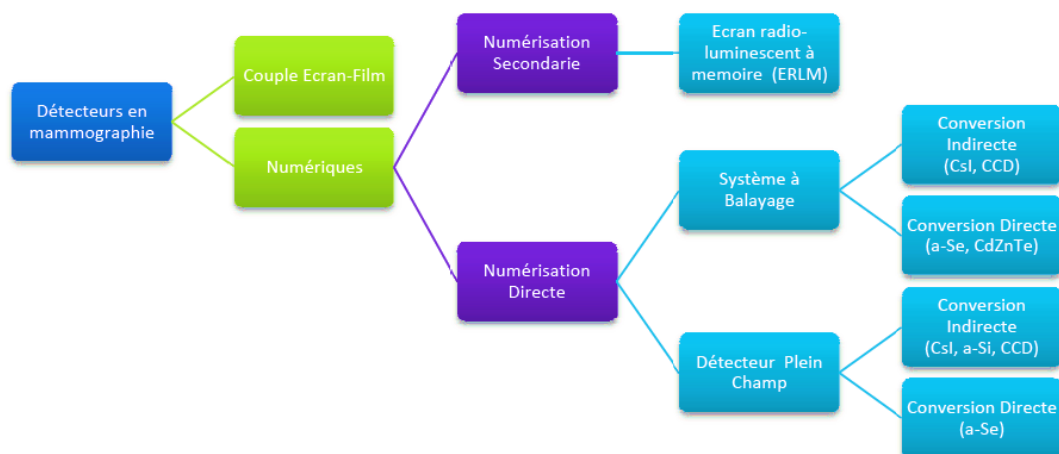 Détecteurs en
mammographie
Couple Ecran-Film
Numériques
Numérisation
Secondarie
Numérisation
Directe
Ecran radio-
luminescent à
memoire (ERLM)
Système à
Balayage
Détecteur Plein
Champ
Conversion
Indirecte
(CsI, CCD)
Conversion Directe
(a-Se, CdZnTe)
Conversion
Indirecte
(CsI, a-Si, CCD)
Conversion Directe
(a-Se)